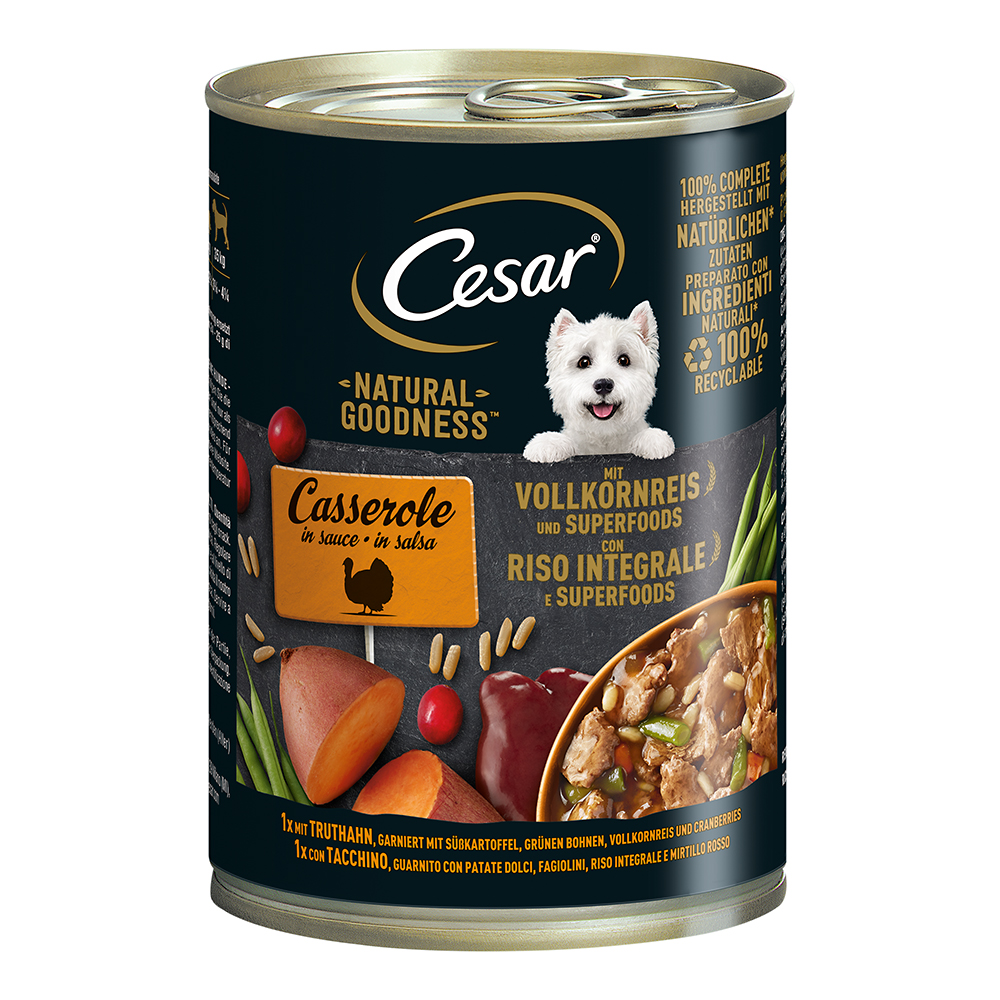 Cesar®
NATURAL
GOODNESS™
100% COMPLETE
HERGESTELLT MIT
NATÜRLICHEN*
ZUTATEN
PREPARATO CON
INGREDIENTI
NATURALI*
100%
RECYCLABLE
Casserole
in sauce • in salsa
MIT
VOLLKORNREIS
UND SUPERFOODS
CON
RISO INTEGRALE
E SUPERFOODS
1X MIT TRUTHAHN, GARNIERT MIT SÜßKARTOFFEL, GRÜNEN BOHNEN, VOLLKORNREIS UND CRANBERRIES
1X CON TACCHINO, GUARNITO CON PATATE DOLCI, FAGIOLINI, RISO INTEGRALE E MIRTILLO ROSSO
35kg